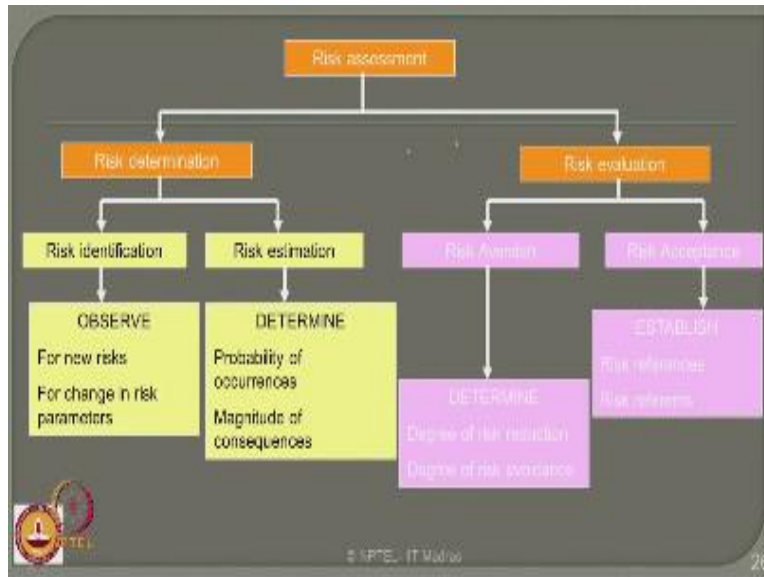 Risk assessment
Risk determination
Risk evaluation
Risk identification
Risk estimation
Risk Aversion
Risk Acceptance
OBSERVE
For new risks
For change in risk
parameters
DETERMINE
Probability of
occurrences
Magnitude of
consequences
DETERMINE
Degree of risk reduction
Degree of risk avoidance
ESTABLISH
Risk references
Risk referents
NPTEL
© NPTEL- IIT Madras
26